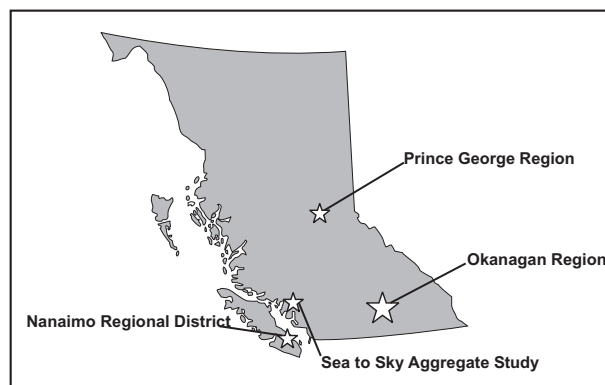 Prince George Region
Okanagan Region
Nanaimo Regional District
Sea to Sky Aggregate Study